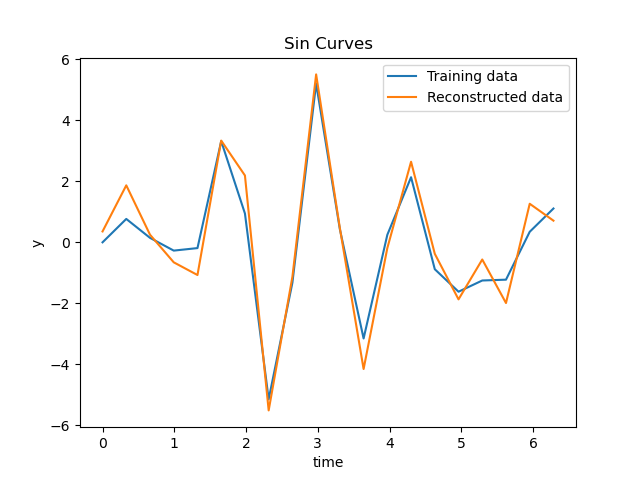 Sin Curves
Training data
Reconstructed data
6
4
2
0
−2
−4
−6
y
0 1 2 3 4 5 6
time